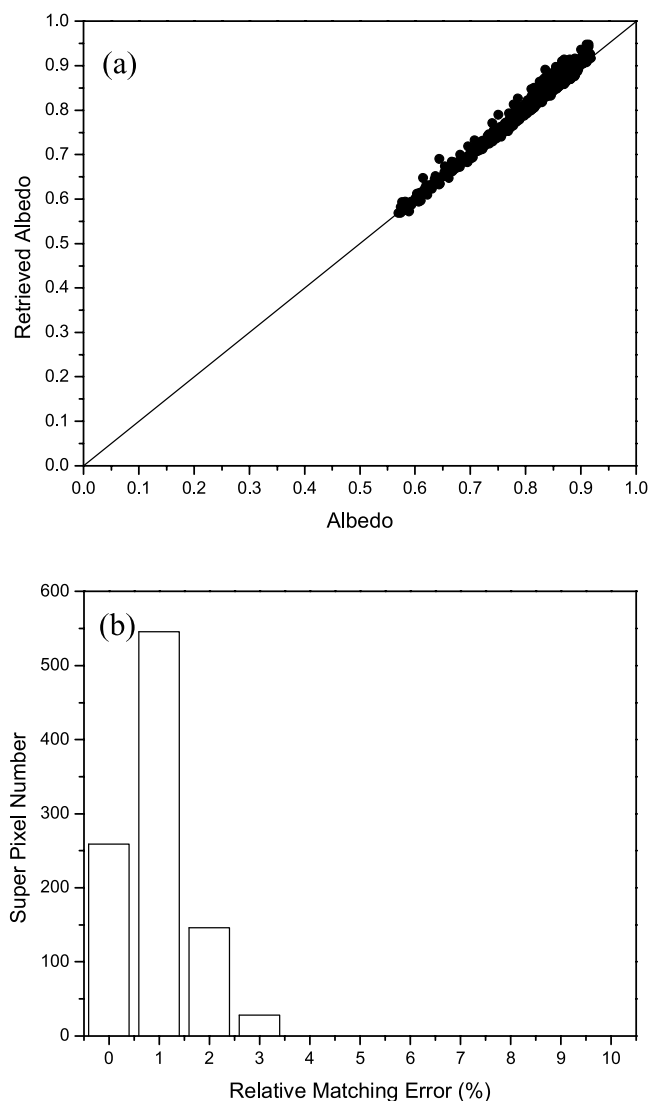 (a)
1.0
0.9
0.8
0.7
0.6
0.5
0.4
0.3
0.2
0.1
0.0
Retrieved Albedo
0.0 0.1 0.2 0.3 0.4 0.5 0.6 0.7 0.8 0.9 1.0
Albedo
(b)
600
500
400
300
200
100
0
Super Pixel Number
0 1 2 3 4 5 6 7 8 9 10
Relative Matching Error (%)